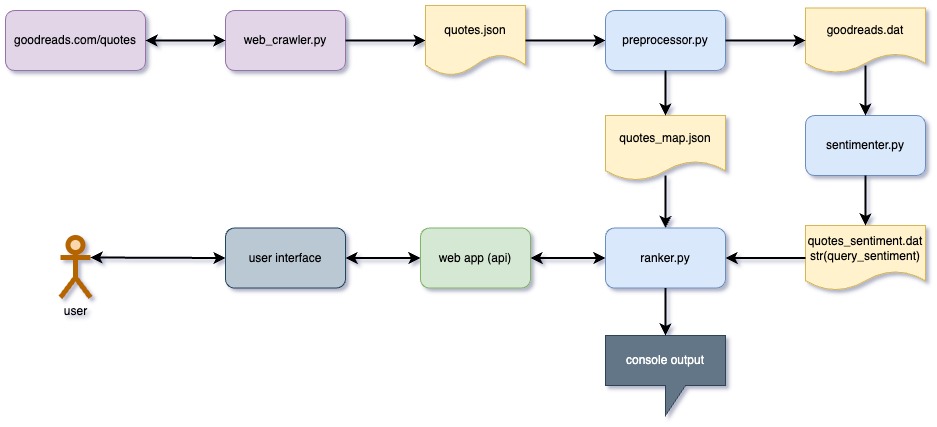 goodreads.com/quotes
web_crawler.py
quotes.json
preprocessor.py
goodreads.dat
quotes_map.json
sentimenter.py
user
user interface
web app (api)
ranker.py
quotes_sentiment.dat
str(query_sentiment)
console output